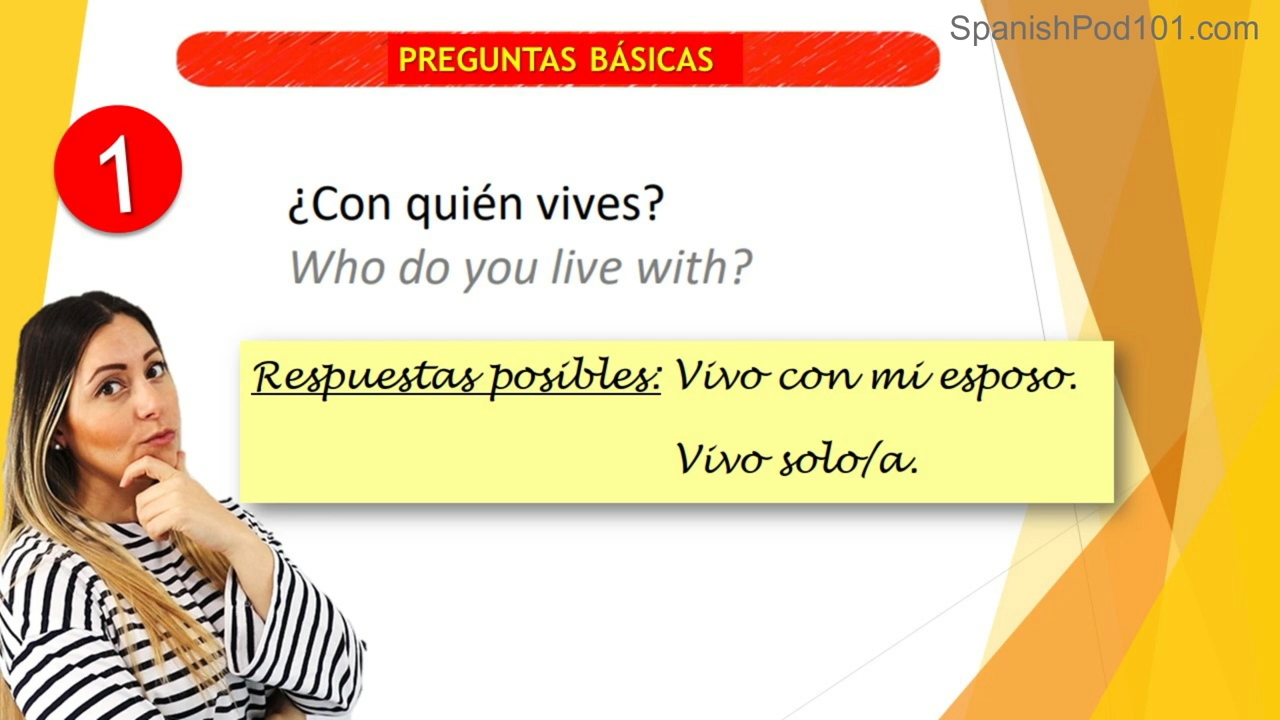 SpanishPod101.com
PREGUNTAS BÁSICAS
1
¿Con quién vives?
Who do you live with?
Respuestas posibles: Vivo con mi esposo.
Vivo solo/a.